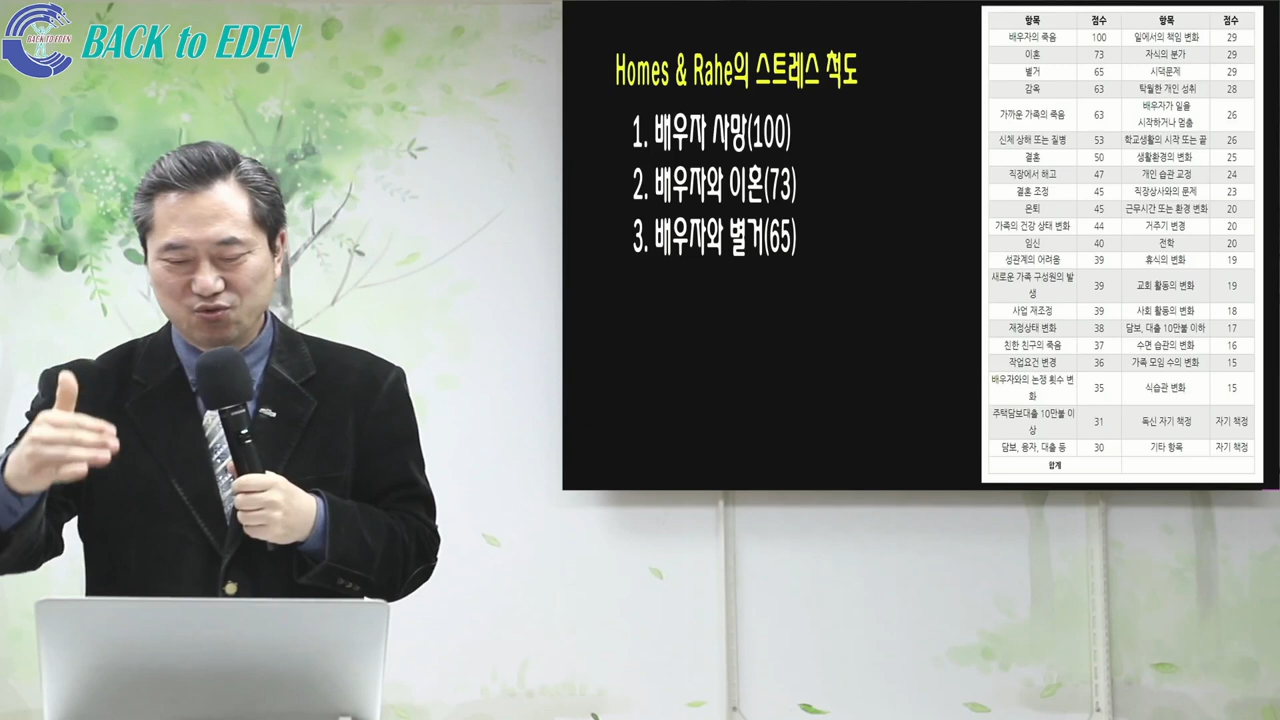 BACK to EDEN
BACK to EDEN
Homes & Rahe의 스트레스 척도
1. 배우자 사망(100)
2. 배우자와 이혼(73)
3. 배우자와 별거(65)
항목 점수 항목 점수
배우자의 죽음 100 일에서의 책임 변화 29
이혼 73 자식의 분가 29
별거 65 시댁문제 29
감옥 63 탁월한 개인 성취 28
가까운 가족의 죽음 63 배우자가 일을
시작하거나 멈춤 26
신체 상해 또는 질병 53 학교생활의 시작 또는 끝 26
결혼 50 생활환경의 변화 25
직장에서 해고 47 개인 습관 교정 24
결혼 조정 45 직장상사와의 문제 23
은퇴 45 근무시간 또는 환경 변화 20
가족의 건강 상태 변화 44 거주기 변경 20
임신 40 전학 20
성관계의 어려움 39 휴식의 변화 19
새로운 가족 구성원의 발
생 39 교회 활동의 변화 19
사업 재조정 39 사회 활동의 변화 18
재정상태 변화 38 담보, 대출 10만불 이하 17
친한 친구의 죽음 37 수면 습관의 변화 16
작업요건 변경 36 가족 모임 수의 변화 15
배우자와의 논쟁 횟수 변
화 35 식습관 변화 15
주택담보대출 10만불 이
상 31 독신 자기 책정 자기 책정
담보, 융자, 대출 등 30 기타 항목 자기 책정
합계